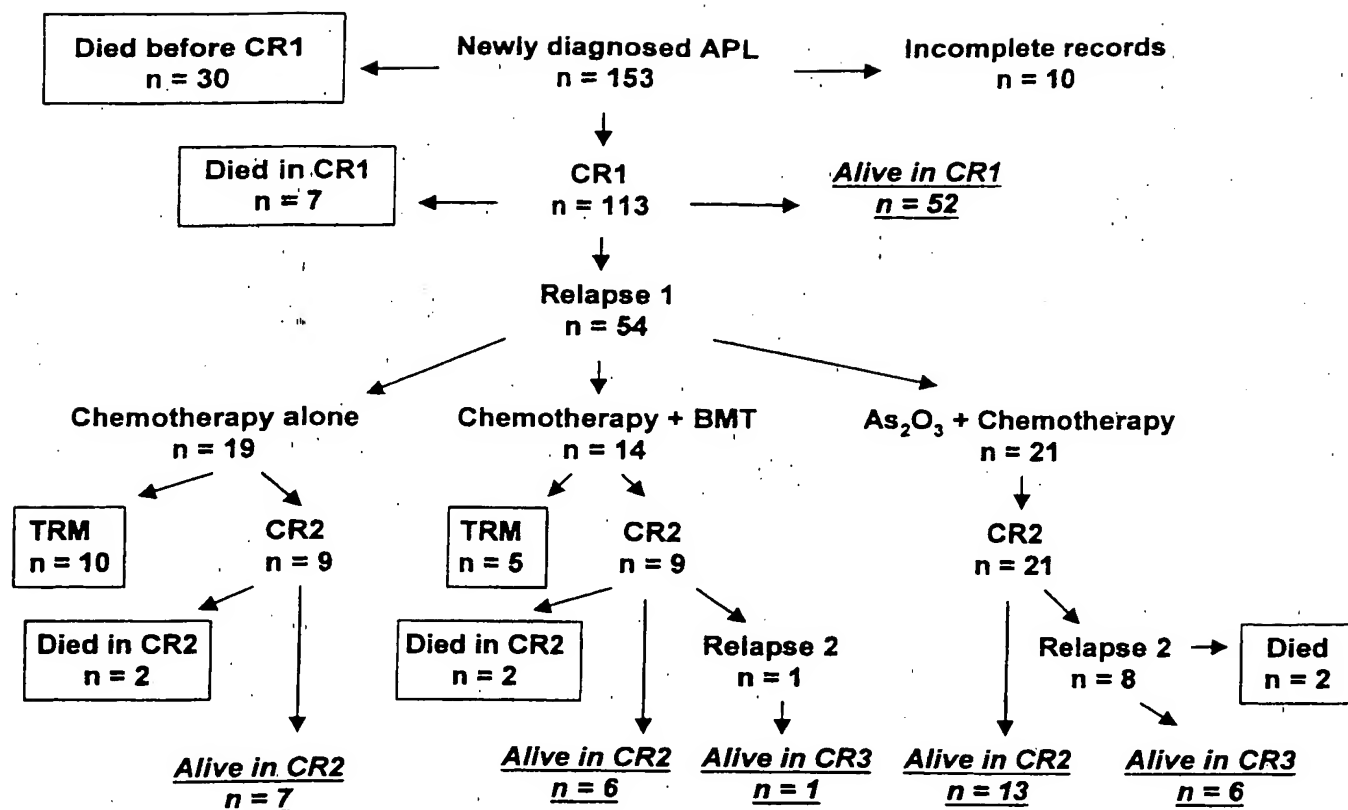 Died before CR1
n = 30
Newly diagnosed APL
n = 153
Incomplete records
n = 10
Died in CR1
n = 7
CR1
n = 113
Alive in CR1
n = 52
Relapse 1
n = 54
Chemotherapy alone
n = 19
Chemotherapy + BMT
n = 14
As₂O₃ + Chemotherapy
n = 21
TRM
n = 10
CR2
n = 9
TRM
n = 5
CR2
n = 9
CR2
n = 21
Died in CR2
n = 2
Died in CR2
n = 2
Relapse 2
n = 1
Relapse 2
n = 8
Died
n = 2
Alive in CR2
n = 7
Alive in CR2
n = 6
Alive in CR3
n = 1
Alive in CR2
n = 13
Alive in CR3
n = 6